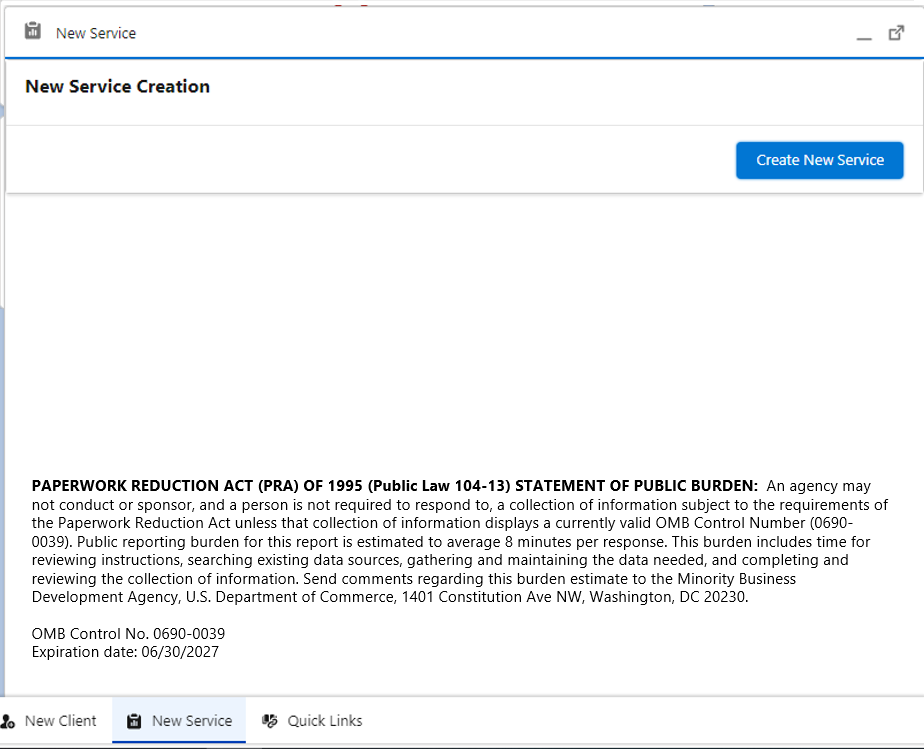 New Service
New Service Creation
Create New Service
PAPERWORK REDUCTION ACT (PRA) OF 1995 (Public Law 104-13) STATEMENT OF PUBLIC BURDEN:  An agency may
not conduct or sponsor, and a person is not required to respond to, a collection of information subject to the requirements of
the Paperwork Reduction Act unless that collection of information displays a currently valid OMB Control Number (0690-
0039). Public reporting burden for this report is estimated to average 8 minutes per response. This burden includes time for
reviewing instructions, searching existing data sources, gathering and maintaining the data needed, and completing and
reviewing the collection of information. Send comments regarding this burden estimate to the Minority Business
Development Agency, U.S. Department of Commerce, 1401 Constitution Ave NW, Washington, DC 20230.
OMB Control No. 0690-0039
Expiration date: 06/30/2027
New Client New Service Quick Links